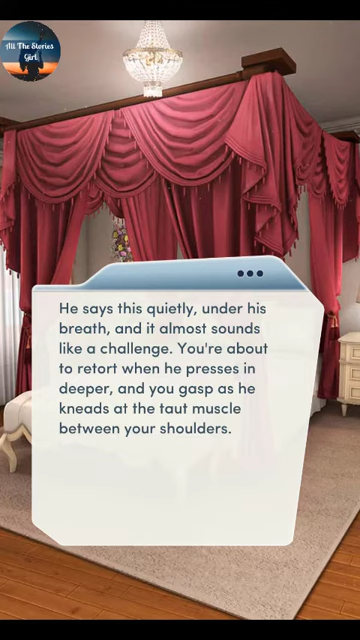 All The Stories
Girl
He says this quietly, under his
breath, and it almost sounds
like a challenge. You're about
to retort when he presses in
deeper, and you gasp as he
kneads at the taut muscle
between your shoulders.